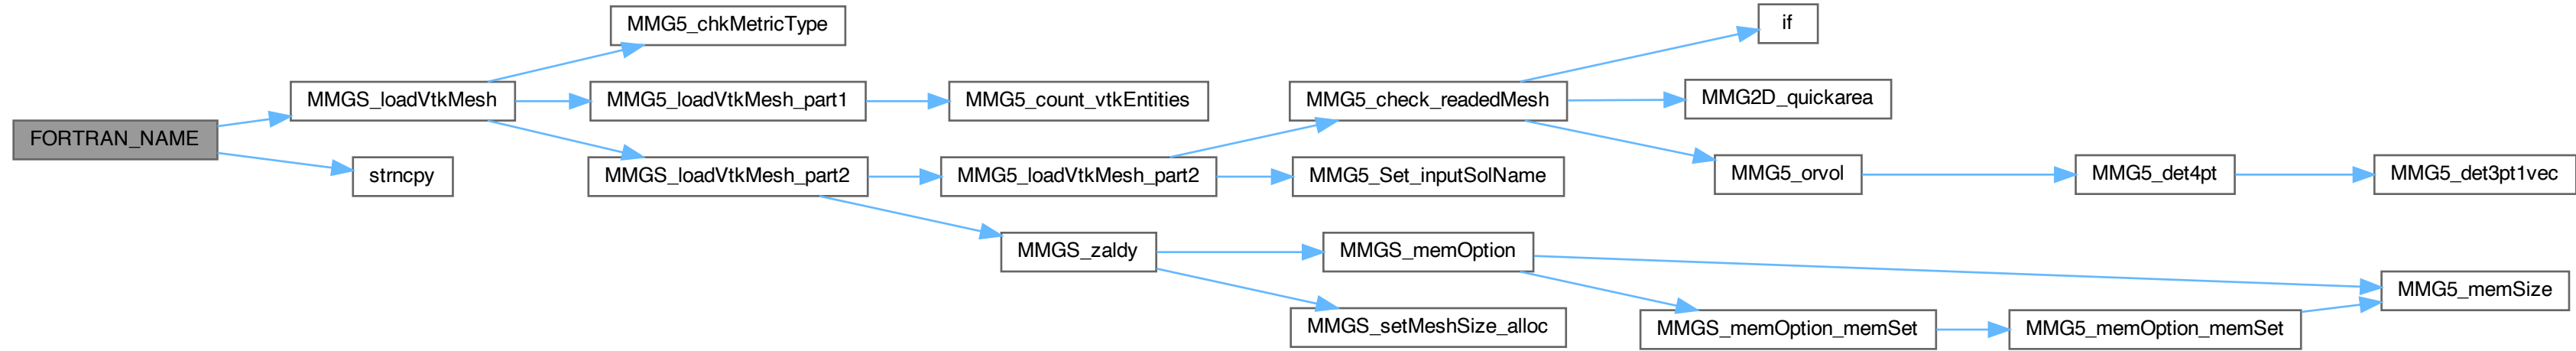 FORTRAN_NAME
MMGS_loadVtkMesh
strncpy
MMG5_chkMetricType
MMG5_loadVtkMesh_part1
MMGS_loadVtkMesh_part2
MMG5_count_vtkEntities
MMG5_loadVtkMesh_part2
MMGS_zaldy
MMG5_check_readedMesh
MMG5_Set_inputSolName
MMGS_memOption
MMGS_setMeshSize_alloc
if
MMG2D_quickarea
MMG5_orvol
MMGS_memOption_memSet
MMG5_det4pt
MMG5_memOption_memSet
MMG5_det3pt1vec
MMG5_memSize